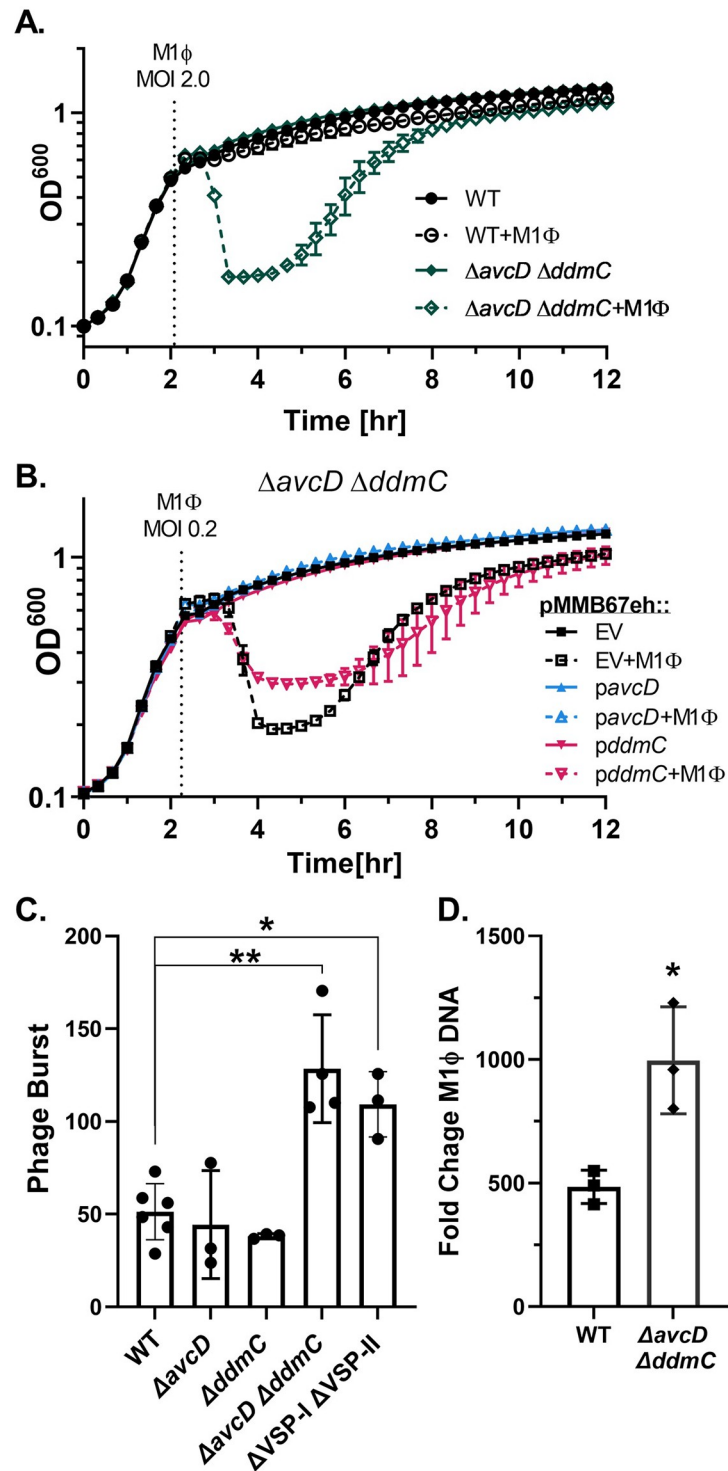 A.
M1ϕ
MOI 2.0
1
0.1
OD600
WT
WT+M1Φ
ΔavcD ΔddmC
ΔavcD ΔddmC+M1Φ
0 2 4 6 8 10 12
Time [hr]
B.
ΔavcD ΔddmC
M1Φ
MOI 0.2
1
0.1
OD600
pMMB67eh::
EV
EV+M1Φ
pavcD
pavcD+M1Φ
pddmC
pddmC+M1Φ
0 2 4 6 8 10 12
Time[hr]
C.
200
150
100
50
0
Phage Burst
*
**
WT
ΔavcD
ΔddmC
ΔavcD ΔddmC
ΔVSP-I ΔVSP-II
D.
1500
1000
500
0
Fold Chage M1ϕ DNA
*
WT
ΔavcD
ΔddmC